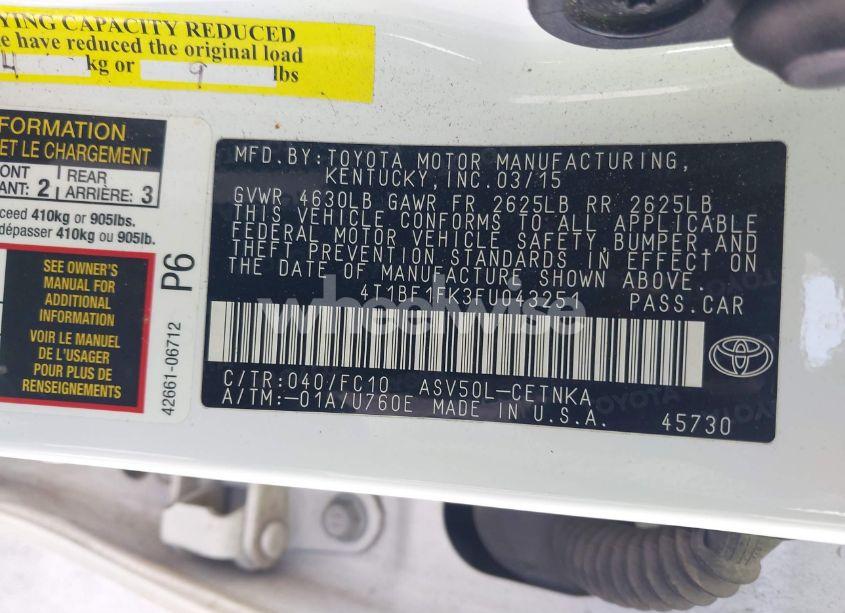 YING CAPACITY REDUCED
e have reduced the original load
4 kg or 9 lbs
FORMATION
ET LE CHARGEMENT
ONT
ANT: 2
REAR
ARRIÈRE: 3
ceed 410kg or 905lbs.
dépasser 410kg ou 905lb.
SEE OWNER'S
MANUAL FOR
ADDITIONAL
INFORMATION
VOIR LE MANUEL
DE L'USAGER
POUR PLUS DE
RENSEIGNEMENTS
42661-06712 P6
MFD.BY:TOYOTA MOTOR MANUFACTURING,
KENTUCKY,INC.03/15
GVWR 4630LB GAWR FR 2625LB RR 2625LB
THIS VEHICLE CONFORMS TO ALL APPLICABLE
FEDERAL MOTOR VEHICLE SAFETY,BUMPER,AND
THEFT PREVENTION STANDARDS IN EFFECT ON
THE DATE OF MANUFACTURE SHOWN ABOVE.
4T1BF1FK3FU043251 PASS.CAR
C/TR:040/FC10 ASV50L-CETNKA
A/TM:-01A/U760E MADE IN U.S.A. 45730
wheelwise